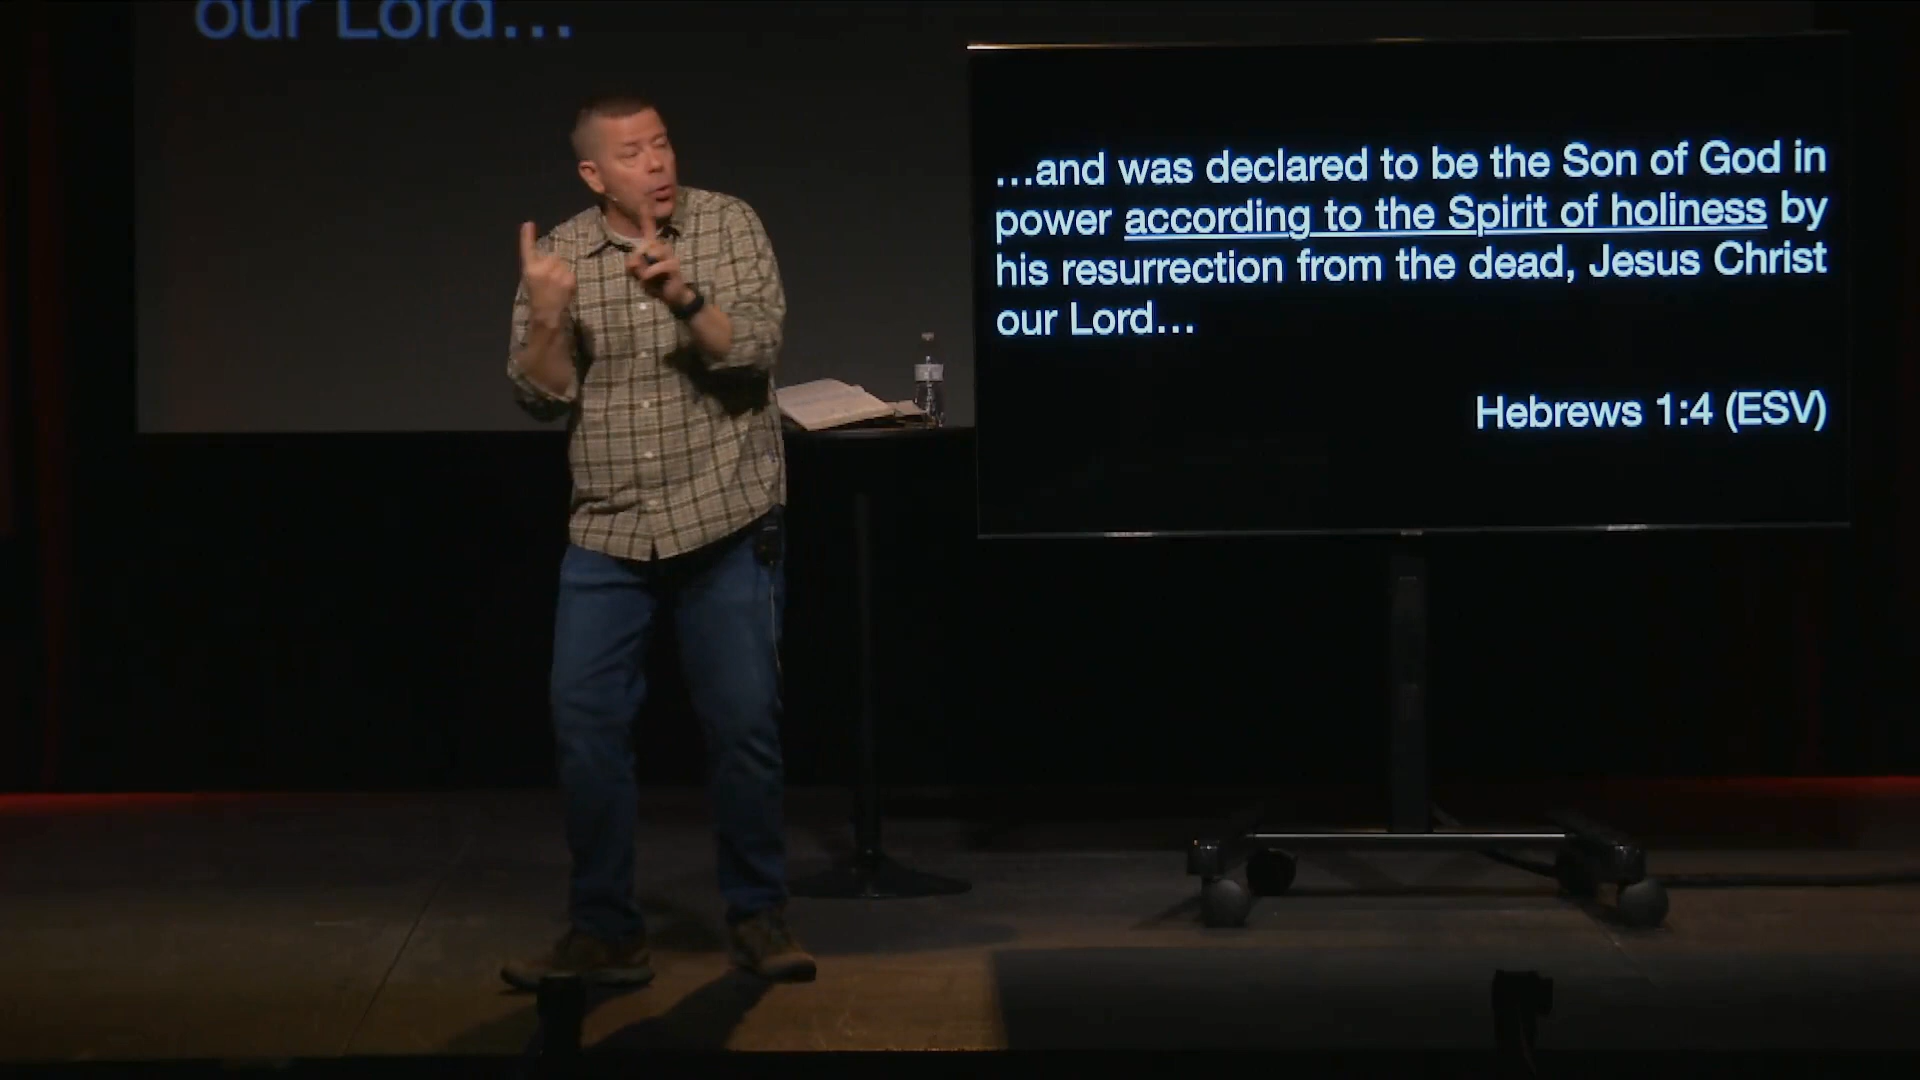 our Lord...
...and was declared to be the Son of God in
power according to the Spirit of holiness by
his resurrection from the dead, Jesus Christ
our Lord...
Hebrews 1:4 (ESV)